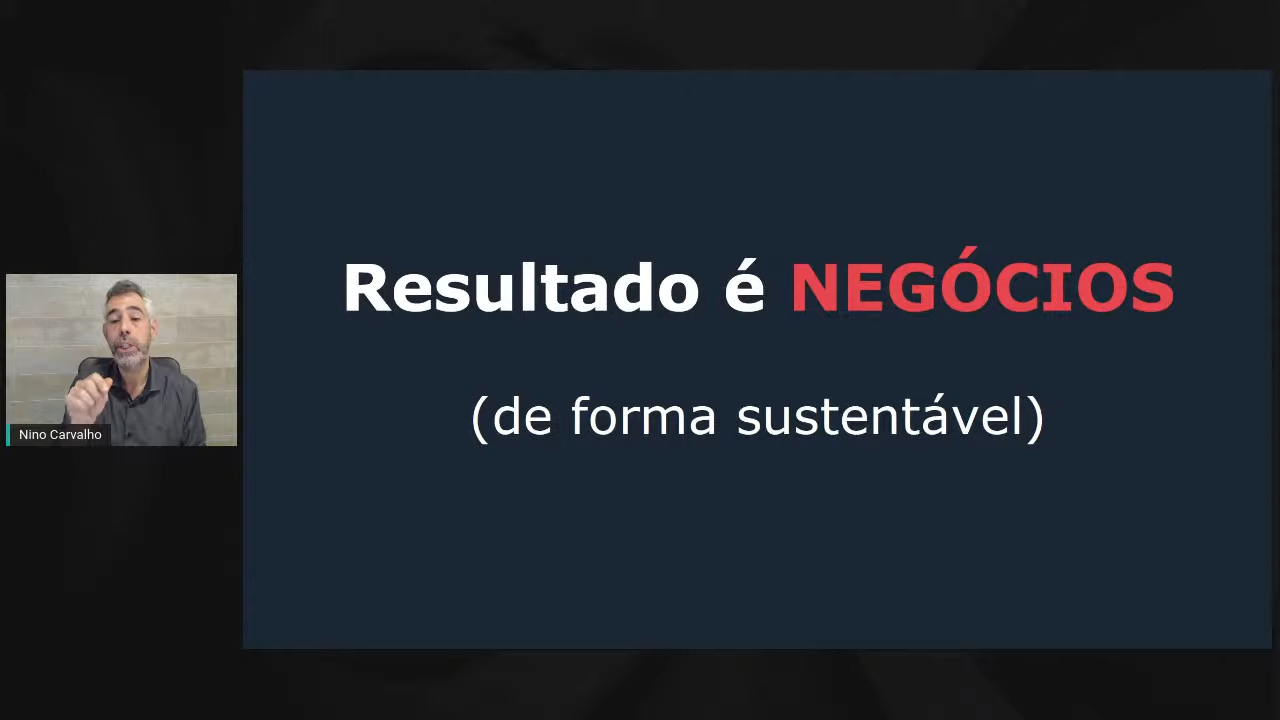 Resultado é NEGÓCIOS
(de forma sustentável)
Nino Carvalho